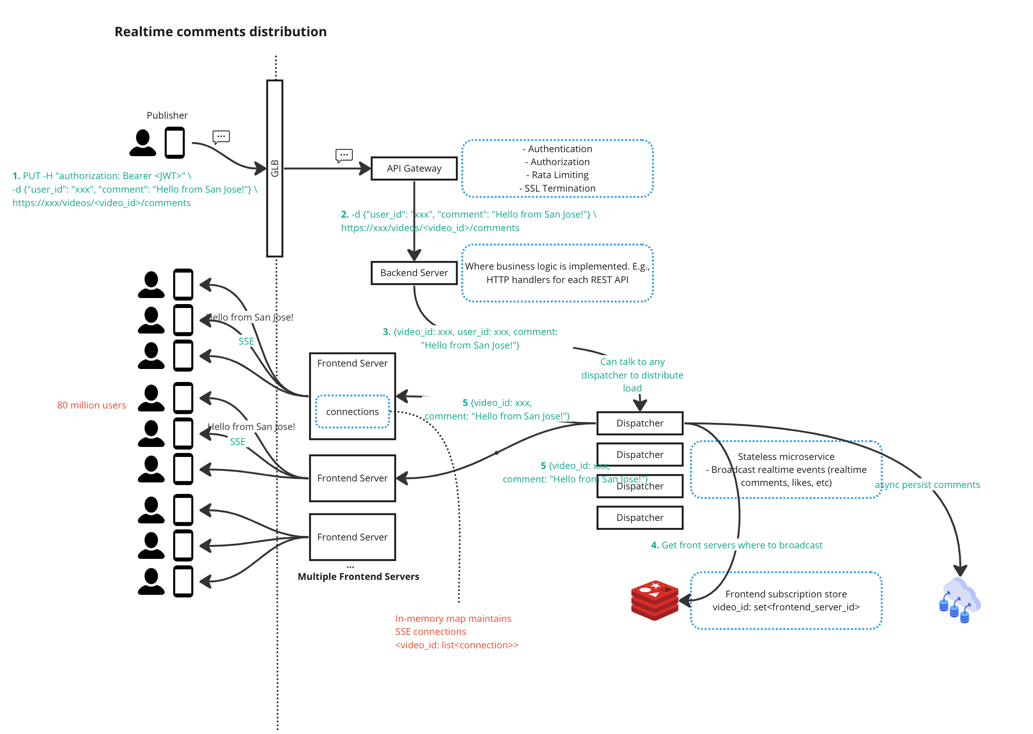 Realtime comments distribution
Publisher
GLB
API Gateway
- Authentication
- Authorization
- Rata Limiting
- SSL Termination
1. PUT -H "authorization: Bearer <JWT>" \
-d {"user_id": "xxx", "comment": "Hello from San Jose!"} \
https://xxx/videos/<video_id>/comments
2. -d {"user_id": "xxx", "comment": "Hello from San Jose!"} \
https://xxx/videos/<video_id>/comments
Backend Server
Where business logic is implemented. E.g.,
HTTP handlers for each REST API
3. {video_id: xxx, user_id: xxx, comment:
"Hello from San Jose!"}
Hello from San Jose!
SSE
Frontend Server
connections
Can talk to any
dispatcher to distribute
load
80 million users
Hello from San Jose!
SSE
5 {video_id: xxx,
comment: "Hello from San Jose!"}
Dispatcher
Dispatcher
Dispatcher
Dispatcher
Stateless microservice
- Broadcast realtime events (realtime
comments, likes, etc)
async persist comments
Frontend Server
5 {video_id: xxx,
comment: "Hello from San Jose!"}
Frontend Server
...
Multiple Frontend Servers
4. Get front servers where to broadcast
Frontend subscription store
video_id: set<frontend_server_id>
In-memory map maintains
SSE connections
<video_id: list<connection>>